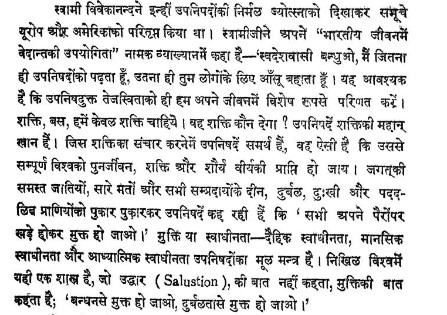 स्वामी विवेकानन्दने इन्हीं उपनिषदोंकी निर्मल ज्योत्स्नाको दिखाकर समूचे
यूरोप और अमेरिकाको परितृप्त किया था। स्वामीजीने अपने "भारतीय जीवनमें
वेदान्तकी उपयोगिता" नामक व्याख्यानमें कहा है—'स्वदेशवासी बन्धुओ, मैं जितना
ही उपनिषदोंको पढ़ता हूँ, उतना ही तुम लोगोंके लिए आँसू बहाता हूँ। यह आवश्यक
है कि उपनिषदुक्त तेजस्विताको ही हम अपने जीवनमें विशेष रूपसे परिणत करें।
शक्ति, बस, हमें केवल शक्ति चाहिये। वह शक्ति कौन देगा ? उपनिषदें शक्तिकी महान्
खान हैं। जिस शक्तिका संचार करनेमें उपनिषदें समर्थ हैं, वह ऐसी है कि उससे
सम्पूर्ण विश्वको पुनर्जीवन, शक्ति और शौर्य वीर्यकी प्राप्ति हो जाय। जगत्की
समस्त जातियों, सारे मतों और सभी सम्प्रदायोंके दीन, दुर्बल, दुःखी और पदद-
लित प्राणियोंको पुकार पुकारकर उपनिषदें कह रही हैं कि 'सभी अपने पैरोंपर
खड़े होकर मुक्त हो जाओ।' मुक्ति या स्वाधीनता—दैहिक स्वाधीनता, मानसिक
स्वाधीनता और आध्यात्मिक स्वाधीनता उपनिषदोंका मूल मन्त्र है। निखिल विश्वमें
यही एक शास्त्र है, जो उद्धार (Salustion), की बात नहीं कहता, मुक्तिकी बात
कहता है; 'बन्धनसे मुक्त हो जाओ, दुर्बलतासे मुक्त हो जाओ।'